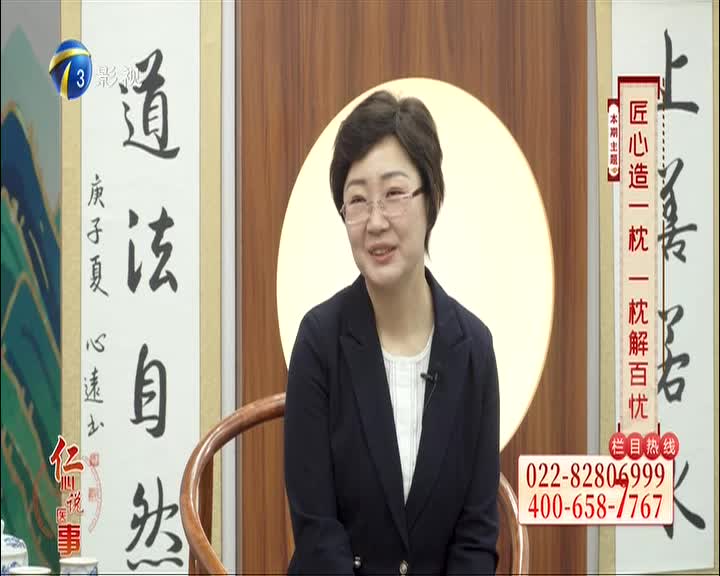 3 影视
道法自然
庚子夏 心遠书
上善若水
本期主题
匠心造一枕 一枕解百忧
栏目热线
022-82806999
400-658-7767
仁心说医事